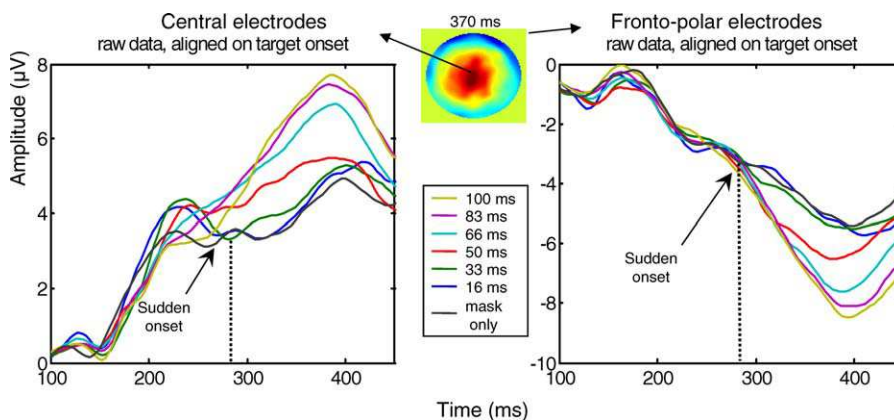 Central electrodes
raw data, aligned on target onset
370 ms
Fronto-polar electrodes
raw data, aligned on target onset
Amplitude (µV)
8
6
4
2
0
Sudden
onset
100
200
300
400
100 ms
83 ms
66 ms
50 ms
33 ms
16 ms
mask
only
0
-2
-4
-6
-8
-10
Sudden
onset
100
200
300
400
Time (ms)
Time (ms)